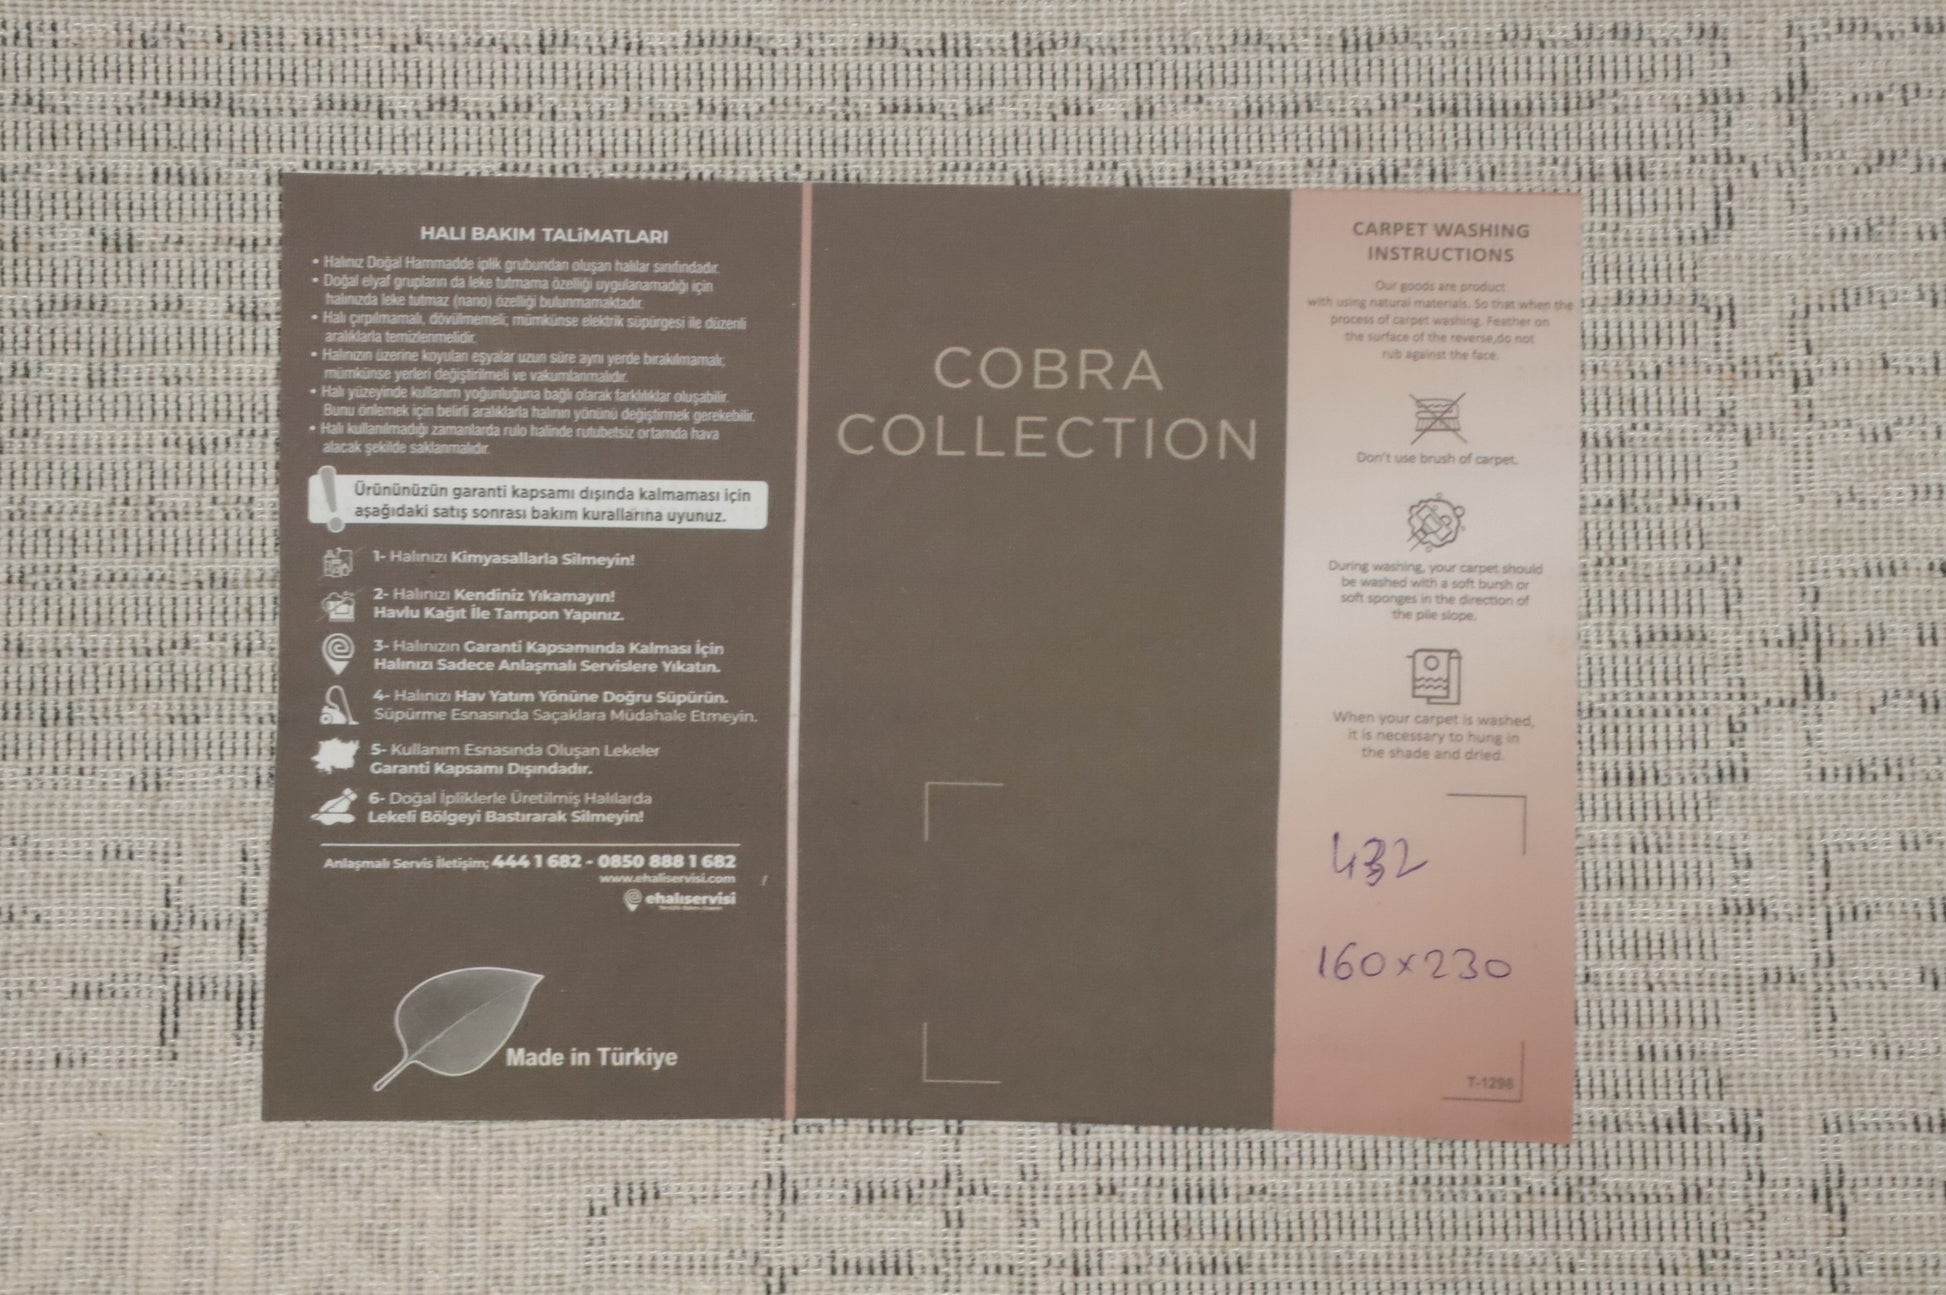 HALI BAKIM TALiMATLARI
• Halınız Doğal Hammadde iplik grubundan oluşan halılar sınıfındadır.
• Doğal elyaf grupların da leke tutmama özelliği uygulanamadığı için
halınızda leke tutmaz (nano) özelliği bulunmamaktadır.
• Halı çırpılmamalı, dövülmemeli; mümkünse elektrik süpürgesi ile düzenli
aralıklarla temizlenmelidir.
• Halınızın üzerine koyulan eşyalar uzun süre aynı yerde bırakılmamalı;
mümkünse yerleri değiştirilmeli ve vakumlanmalıdır.
• Halı yüzeyinde kullanım yoğunluğuna bağlı olarak farklılıklar oluşabilir.
Bunu önlemek için belirli aralıklarla halının yönünü değiştirmek gerekebilir.
• Halı kullanılmadığı zamanlarda rulo halinde rutubetsiz ortamda hava
alacak şekilde saklanmalıdır.
Ürününüzün garanti kapsamı dışında kalmaması için
aşağıdaki satış sonrası bakım kurallarına uyunuz.
1- Halınızı Kimyasallarla Silmeyin!
2- Halınızı Kendiniz Yıkamayın!
Havlu Kağıt İle Tampon Yapınız.
3- Halınızın Garanti Kapsamında Kalması İçin
Halınızı Sadece Anlaşmalı Servislere Yıkatın.
4- Halınızı Hav Yatım Yönüne Doğru Süpürün.
Süpürme Esnasında Saçaklara Müdahale Etmeyin.
5- Kullanım Esnasında Oluşan Lekeler
Garanti Kapsamı Dışındadır.
6- Doğal İpliklerle Üretilmiş Halılarda
Lekeli Bölgeyi Bastırarak Silmeyin!
Anlaşmalı Servis İletişim; 444 1 682 - 0850 888 1 682
www.ehaliservisi.com
ehalıservisi
Made in Türkiye
COBRA
COLLECTION
CARPET WASHING
INSTRUCTIONS
Our goods are product
with using natural materials. So that when the
process of carpet washing. Feather on
the surface of the reverse,do not
rub against the face.
Don't use brush of carpet.
During washing, your carpet should
be washed with a soft bursh or
soft sponges in the direction of
the pile slope.
When your carpet is washed,
it is necessary to hung in
the shade and dried.
432
160x230
T-1298